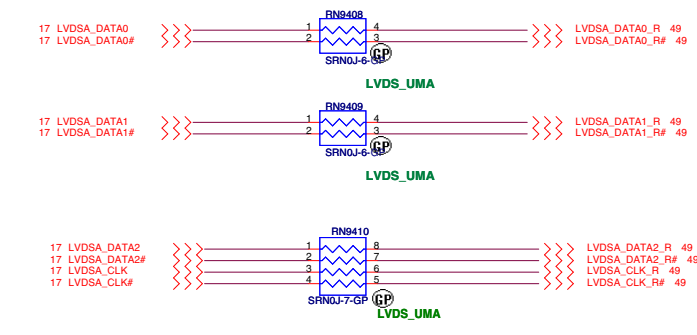 RN9408
17 LVDSA_DATA0 1 4 LVDSA_DATA0_R 49
17 LVDSA_DATA0# 2 3 LVDSA_DATA0_R# 49
SRN0J-6-GP GP
LVDS_UMA
RN9409
17 LVDSA_DATA1 1 4 LVDSA_DATA1_R 49
17 LVDSA_DATA1# 2 3 LVDSA_DATA1_R# 49
SRN0J-6-GP GP
LVDS_UMA
RN9410
17 LVDSA_DATA2 1 8 LVDSA_DATA2_R 49
17 LVDSA_DATA2# 2 7 LVDSA_DATA2_R# 49
17 LVDSA_CLK 3 6 LVDSA_CLK_R 49
17 LVDSA_CLK# 4 5 LVDSA_CLK_R# 49
SRN0J-7-GP GP
LVDS_UMA